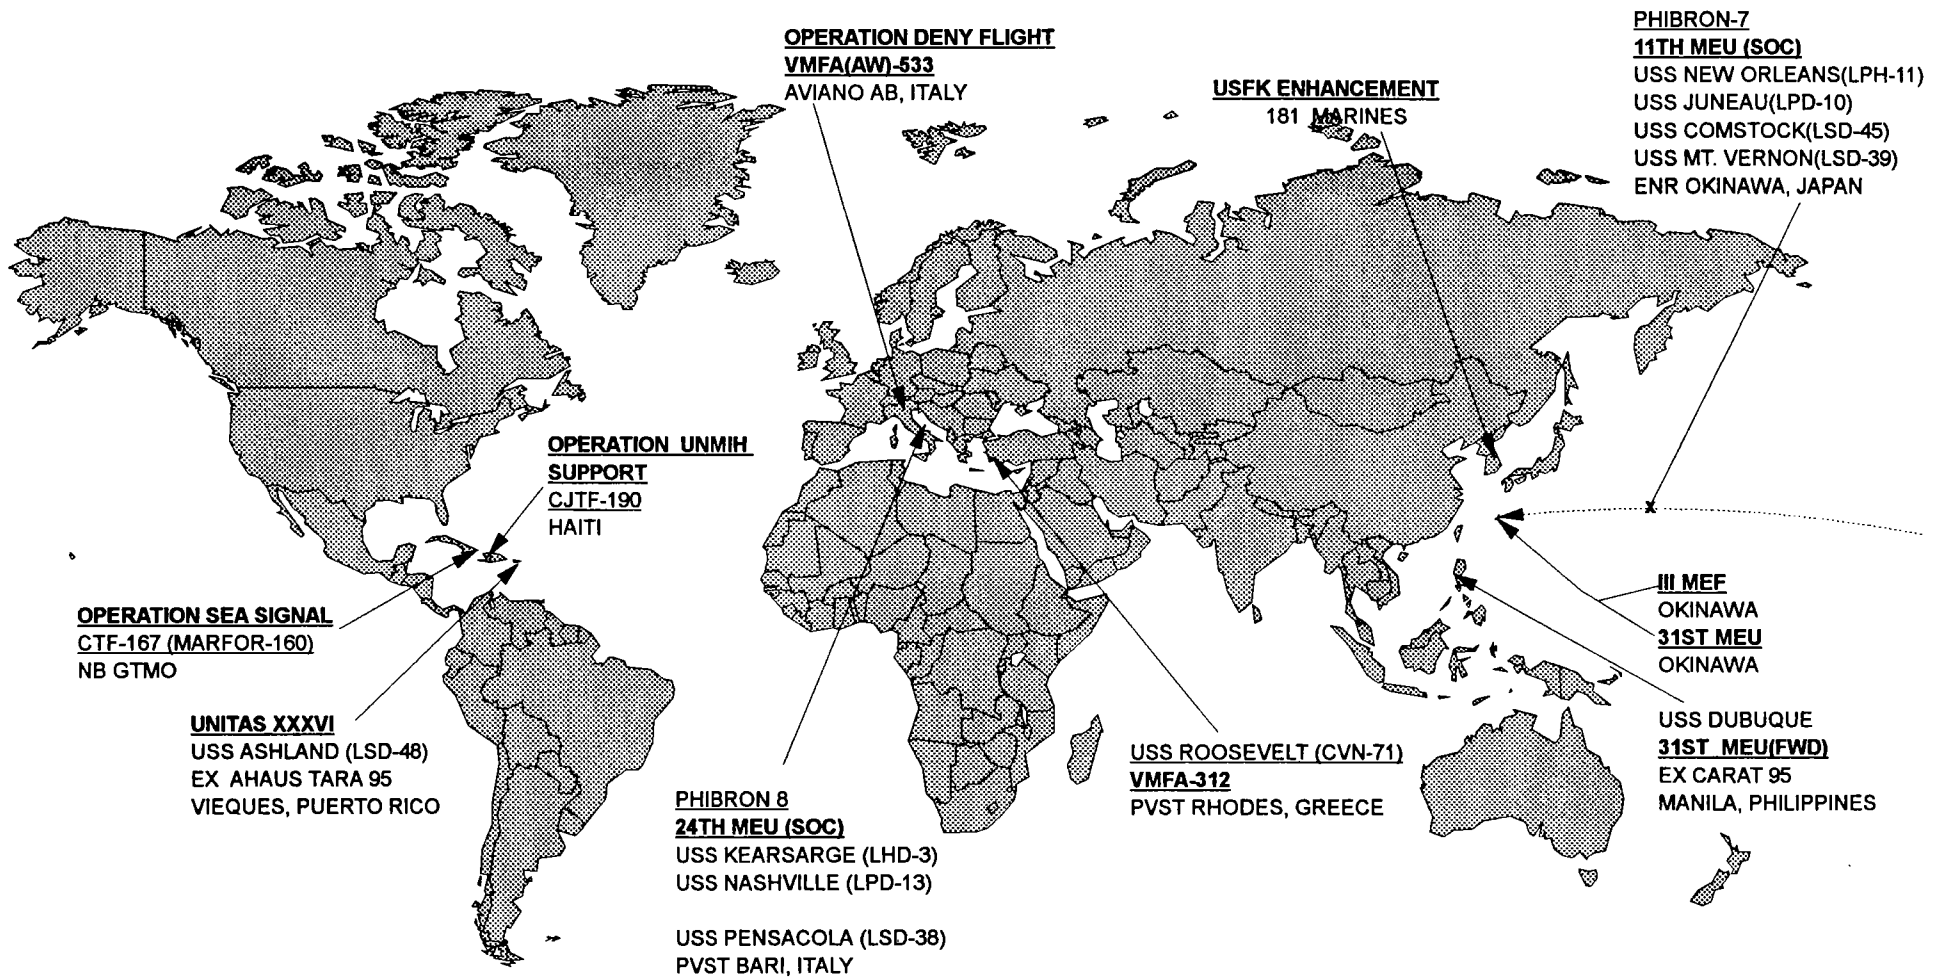 OPERATION DENY FLIGHT
VMFA(AW)-533
AVIANO AB, ITALY
USFK ENHANCEMENT
181 MARINES
PHIBRON-7
11TH MEU (SOC)
USS NEW ORLEANS(LPH-11)
USS JUNEAU(LPD-10)
USS COMSTOCK(LSD-45)
USS MT. VERNON(LSD-39)
ENR OKINAWA, JAPAN
OPERATION UNMIH
SUPPORT
CJTF-190
HAITI
X
OPERATION SEA SIGNAL
CTF-167 (MARFOR-160)
NB GTMO
III MEF
OKINAWA
31ST MEU
OKINAWA
UNITAS XXXVI
USS ASHLAND (LSD-48)
EX AHAUS TARA 95
VIEQUES, PUERTO RICO
PHIBRON 8
24TH MEU (SOC)
USS KEARSARGE (LHD-3)
USS NASHVILLE (LPD-13)
USS PENSACOLA (LSD-38)
PVST BARI, ITALY
USS ROOSEVELT (CVN-71)
VMFA-312
PVST RHODES, GREECE
USS DUBUQUE
31ST MEU(FWD)
EX CARAT 95
MANILA, PHILIPPINES